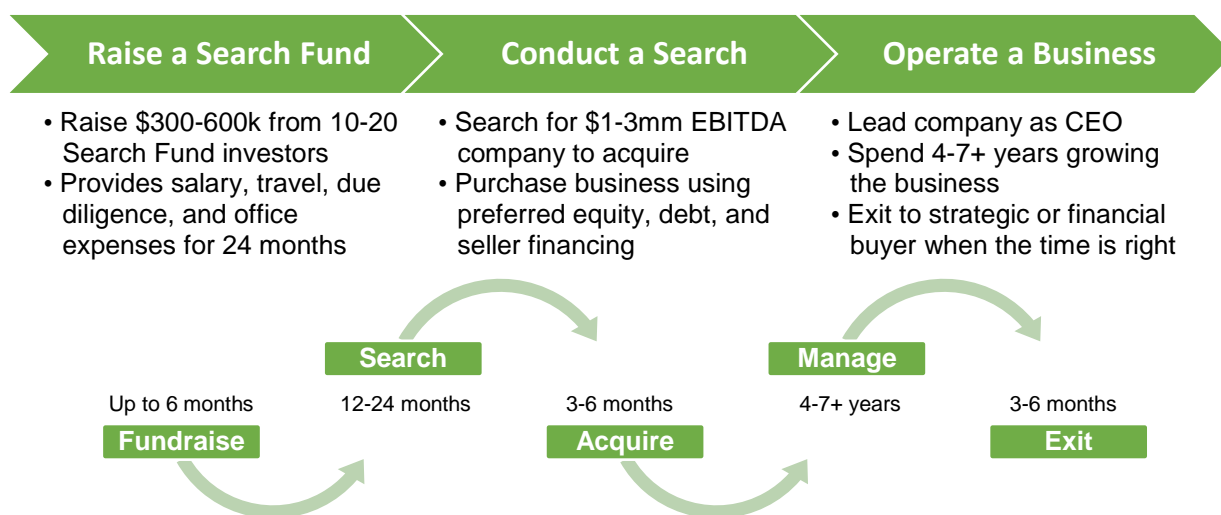 Raise a Search Fund
Conduct a Search
Operate a Business
• Raise $300-600k from 10-20
Search Fund investors
• Provides salary, travel, due
diligence, and office
expenses for 24 months
• Search for $1-3mm EBITDA
company to acquire
• Purchase business using
preferred equity, debt, and
seller financing
• Lead company as CEO
• Spend 4-7+ years growing
the business
• Exit to strategic or financial
buyer when the time is right
Up to 6 months
Fundraise
Search
12-24 months
3-6 months
Acquire
Manage
4-7+ years
3-6 months
Exit